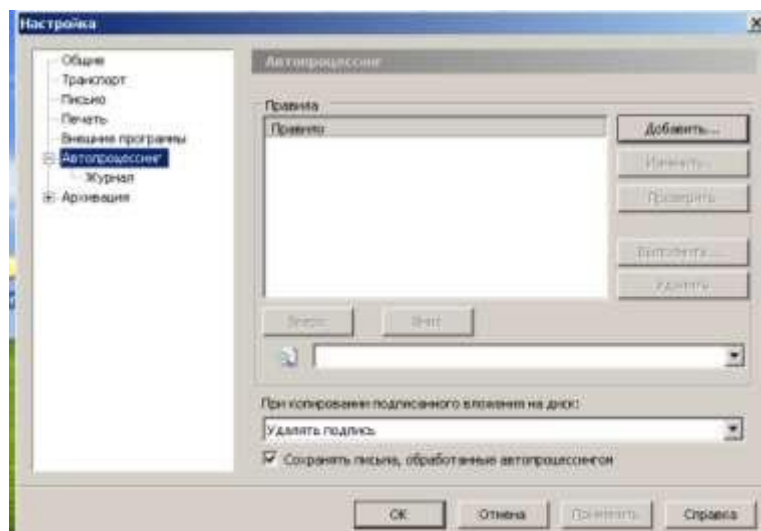 Настройка
Общие
Транспорт
Письмо
Печать
Внешние программы
Автопроцессинг
Журнал
Архивация
Автопроцессинг
Правила
Правило
Добавить...
Изменить...
Проверить
Выполнить...
Удалить
Вверх
Вниз
При копировании подписанного вложения на диск:
Удалять подпись
Сохранять письма, обработанные автопроцессингом
ОК
Отмена
Применить
Справка